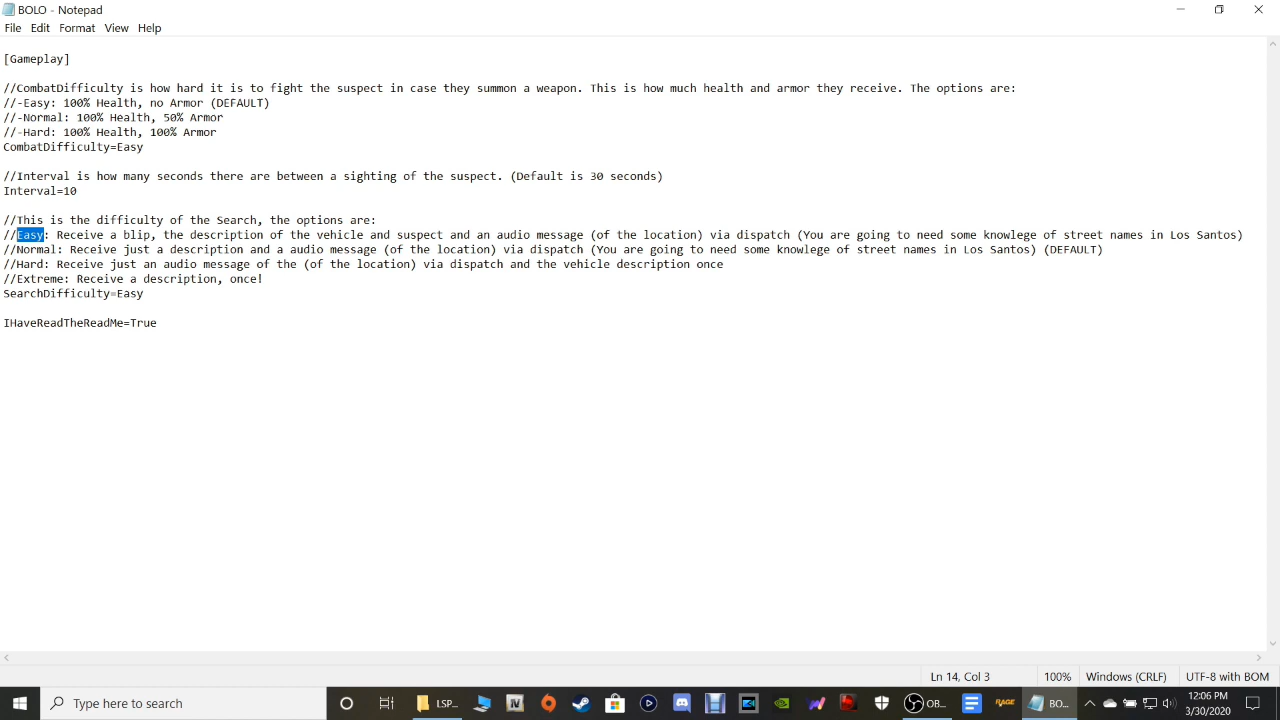 BOLO - Notepad
File Edit Format View Help
[Gameplay]
//CombatDifficulty is how hard it is to fight the suspect in case they summon a weapon. This is how much health and armor they receive. The options are:
//-Easy: 100% Health, no Armor (DEFAULT)
//-Normal: 100% Health, 50% Armor
//-Hard: 100% Health, 100% Armor
CombatDifficulty=Easy
//Interval is how many seconds there are between a sighting of the suspect. (Default is 30 seconds)
Interval=10
//This is the difficulty of the Search, the options are:
//Easy: Receive a blip, the description of the vehicle and suspect and an audio message (of the location) via dispatch (You are going to need some knowlege of street names in Los Santos)
//Normal: Receive just a description and a audio message (of the location) via dispatch (You are going to need some knowlege of street names in Los Santos) (DEFAULT)
//Hard: Receive just an audio message of the (of the location) via dispatch and the vehicle description once
//Extreme: Receive a description, once!
SearchDifficulty=Easy
IHaveReadTheReadMe=True
Ln 14, Col 3 100% Windows (CRLF) UTF-8 with BOM
Type here to search LSP... OB... RAGE BO... 12:06 PM
3/30/2020